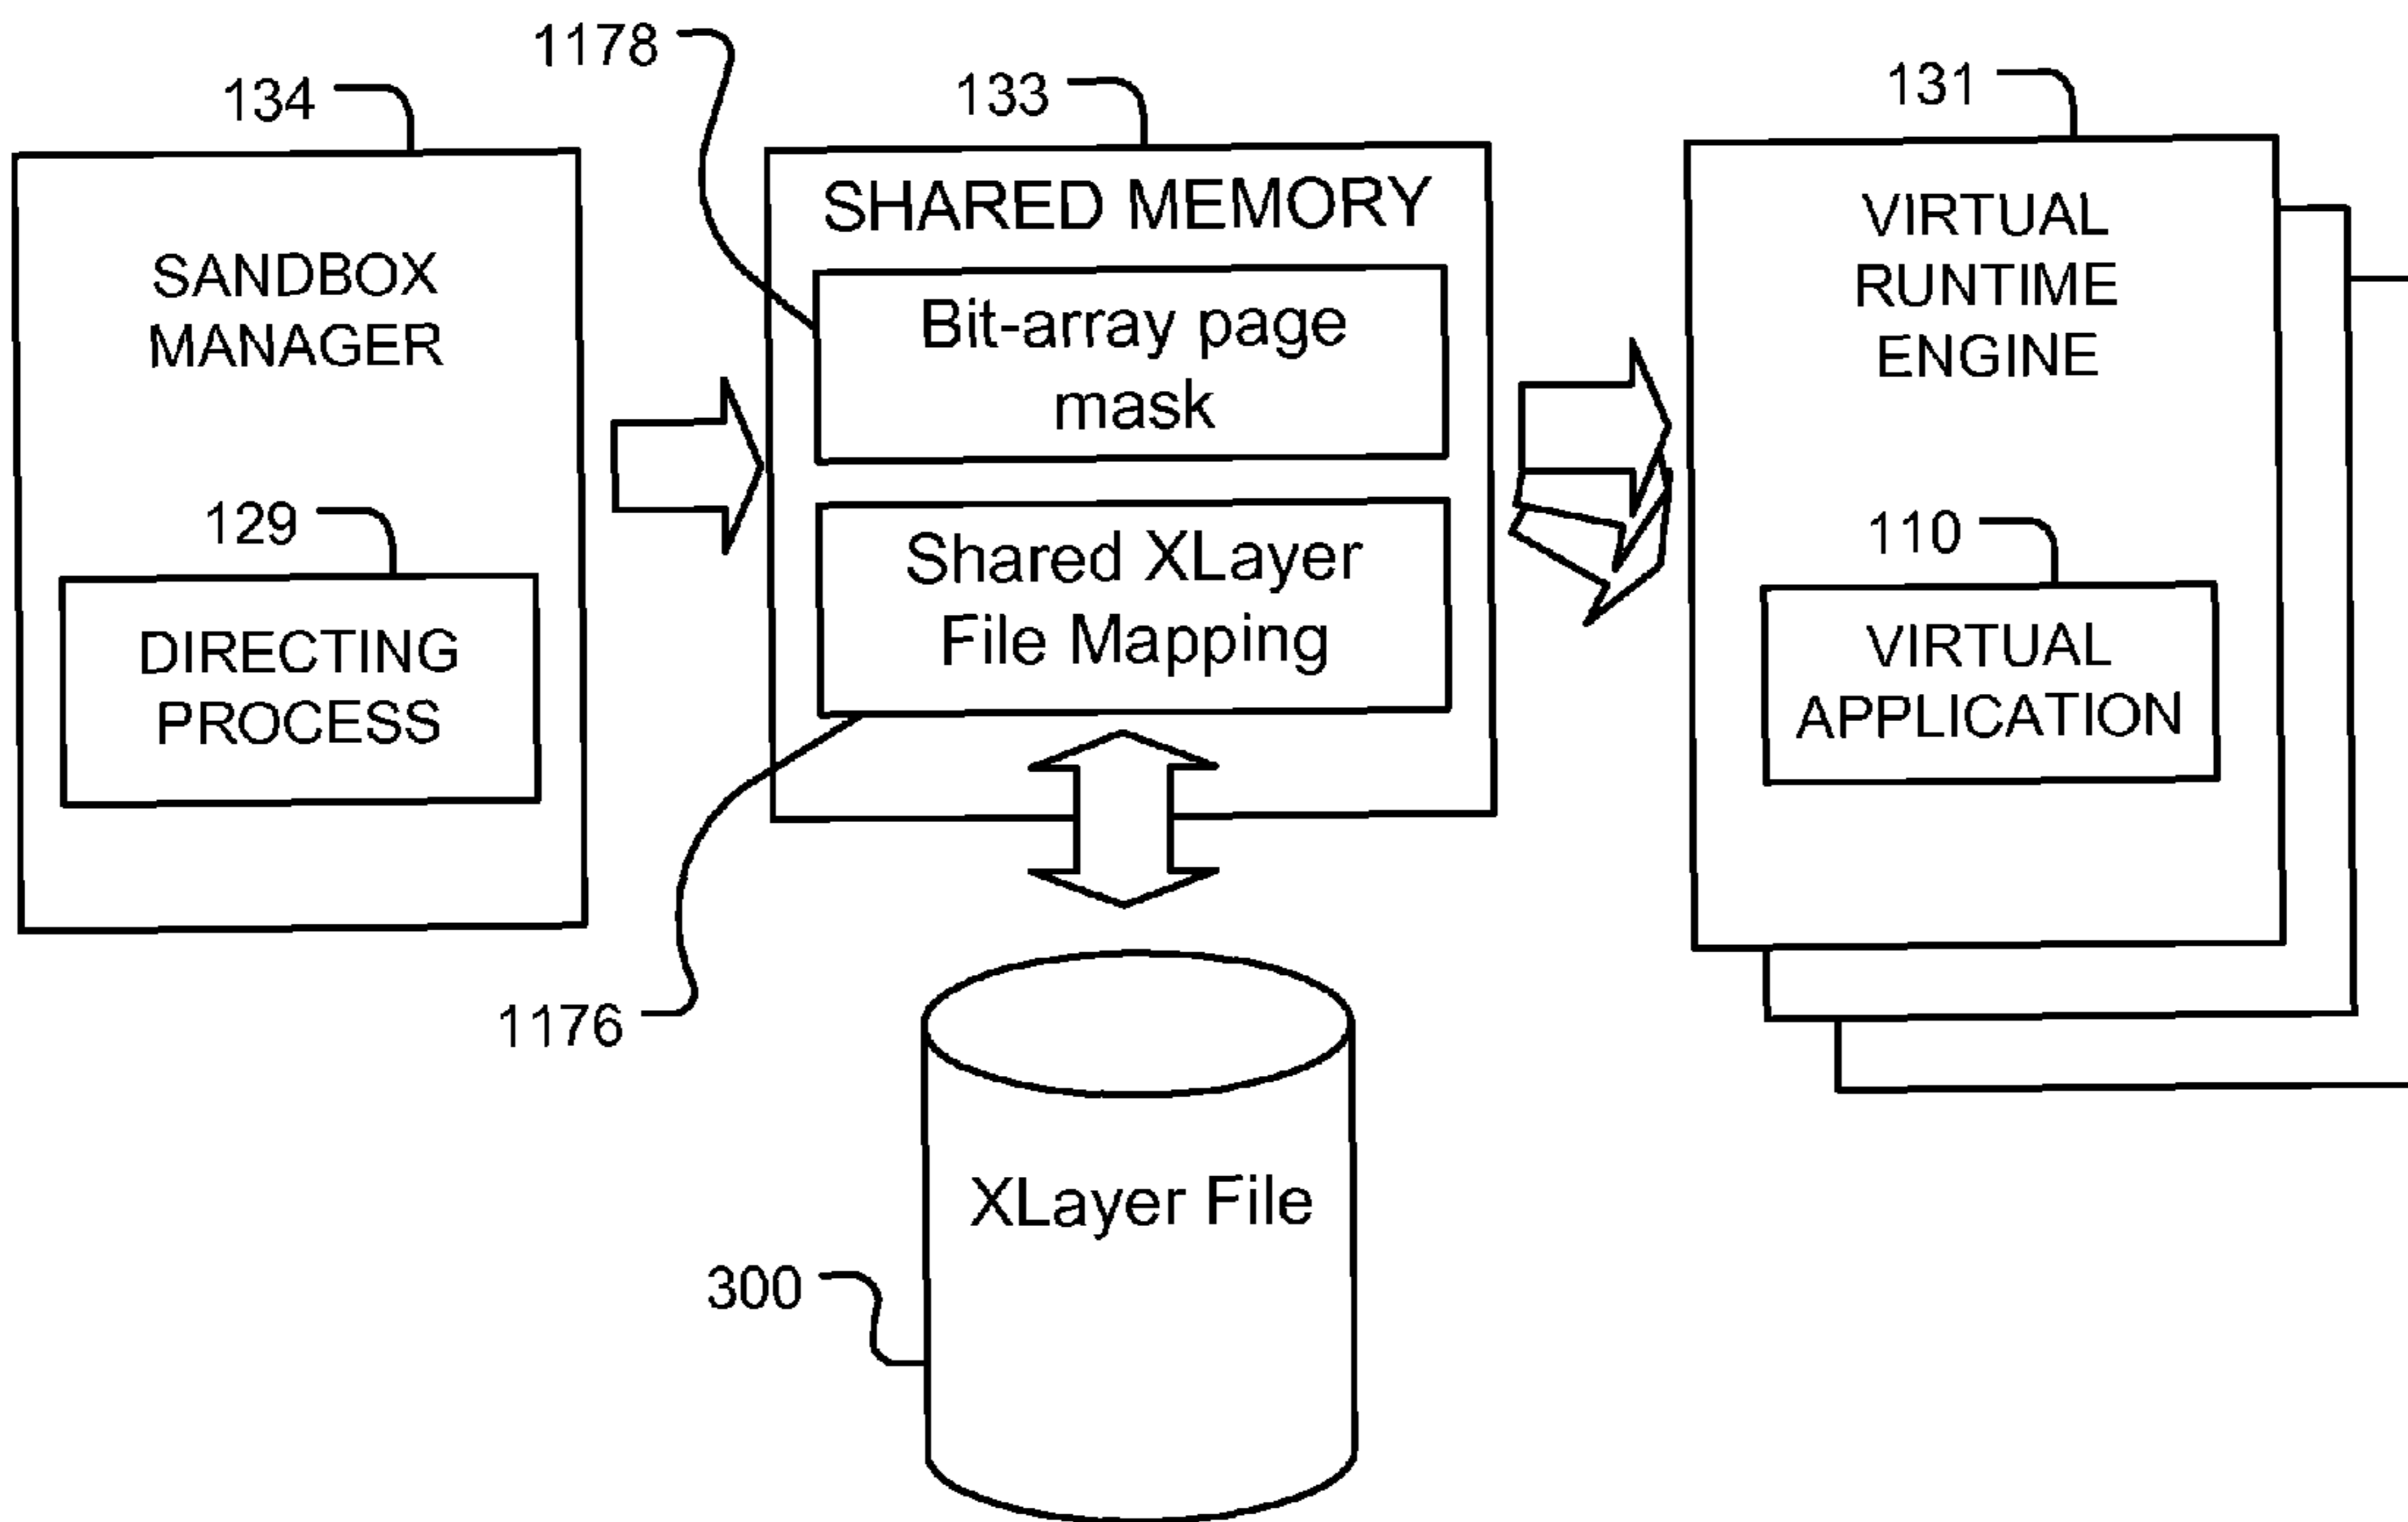 1178
134
133
131
SANDBOX
MANAGER
129
DIRECTING
PROCESS
SHARED MEMORY
Bit-array page
mask
Shared XLayer
File Mapping
VIRTUAL
RUNTIME
ENGINE
110
VIRTUAL
APPLICATION
1176
XLayer File
300